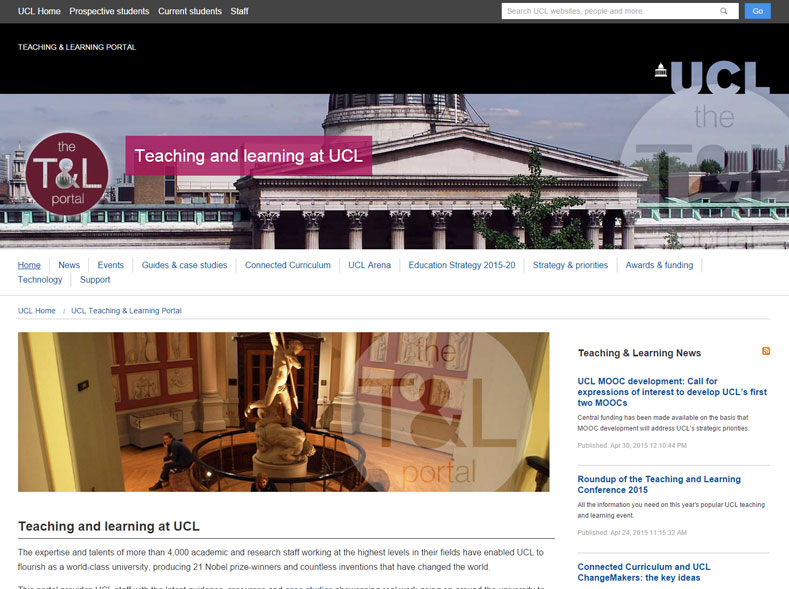 UCL Home Prospective students Current students Staff
Search UCL websites, people and more
Go
TEACHING & LEARNING PORTAL
UCL
the
T&L
portal
Teaching and learning at UCL
the
T&L
portal
Home News Events Guides & case studies Connected Curriculum UCL Arena Education Strategy 2015-20 Strategy & priorities Awards & funding
Technology Support
UCL Home / UCL Teaching & Learning Portal
the
T&L
portal
Teaching and learning at UCL
The expertise and talents of more than 4,000 academic and research staff working at the highest levels in their fields have enabled UCL to
flourish as a world-class university, producing 21 Nobel prize-winners and countless inventions that have changed the world.
Teaching & Learning News
UCL MOOC development: Call for
expressions of interest to develop UCL's first
two MOOCs
Central funding has been made available on the basis that
MOOC development will address UCL's strategic priorities.
Published: Apr 30, 2015 12:10:44 PM
Roundup of the Teaching and Learning
Conference 2015
All the information you need on this year's popular UCL teaching
and learning event.
Published: Apr 24, 2015 11:15:32 AM
Connected Curriculum and UCL
ChangeMakers: the key ideas